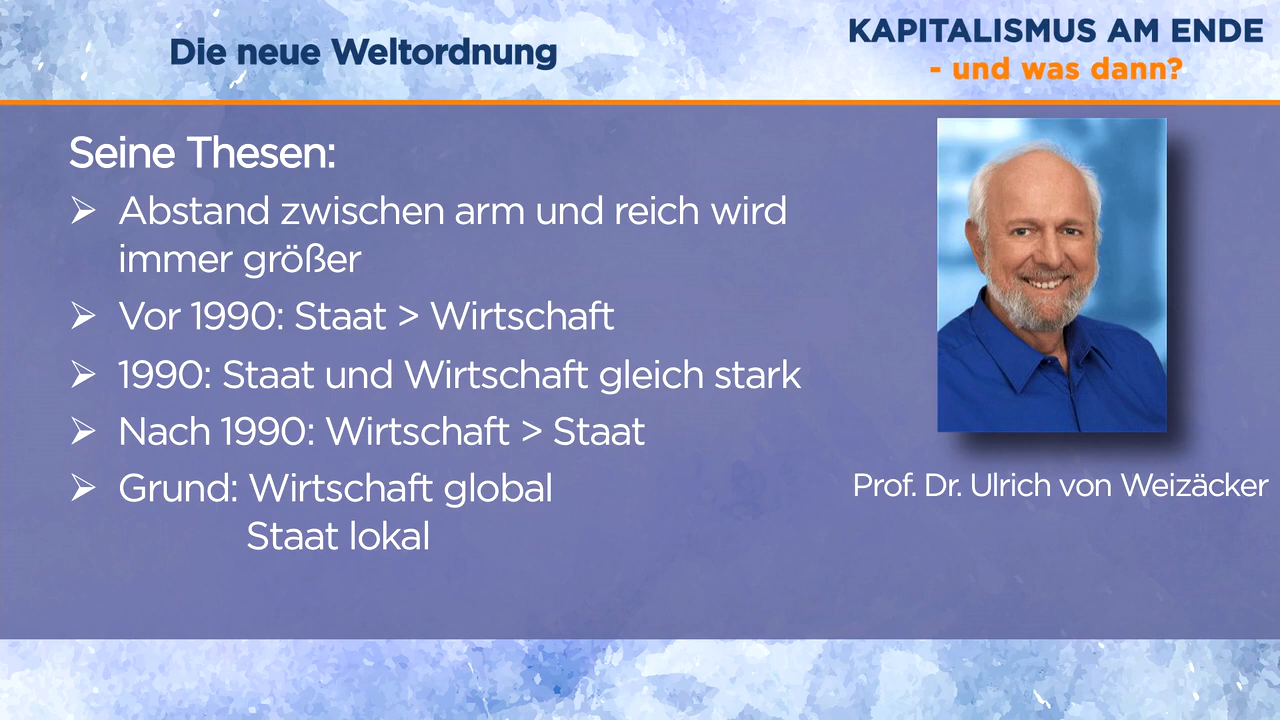 Die neue Weltordnung
KAPITALISMUS AM ENDE
- und was dann?
Seine Thesen:
➢ Abstand zwischen arm und reich wird
immer größer
➢ Vor 1990: Staat > Wirtschaft
➢ 1990: Staat und Wirtschaft gleich stark
➢ Nach 1990: Wirtschaft > Staat
➢ Grund: Wirtschaft global
Staat lokal
Prof. Dr. Ulrich von Weizäcker